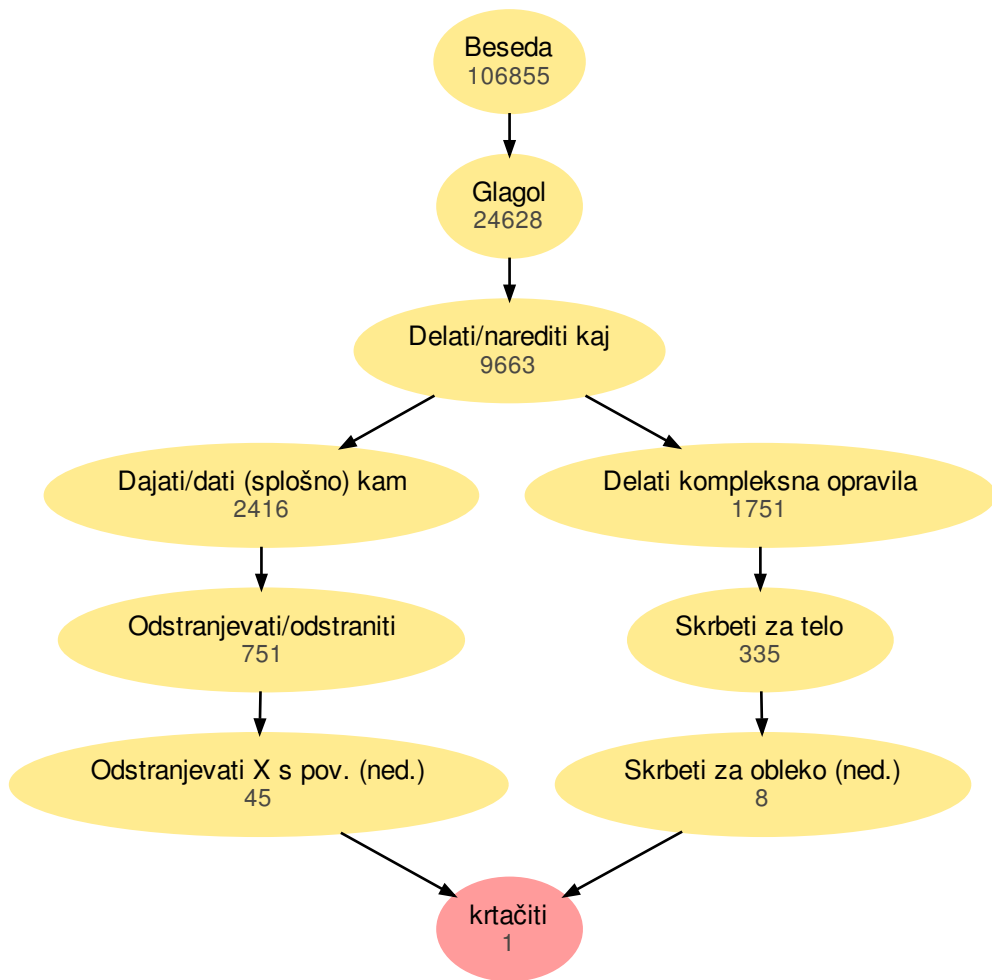 Beseda
106855
Glagol
24628
Delati/narediti kaj
9663
Dajati/dati (splošno) kam
2416
Delati kompleksna opravila
1751
Odstranjevati/odstraniti
751
Skrbeti za telo
335
Odstranjevati X s pov. (ned.)
45
Skrbeti za obleko (ned.)
8
krtačiti
1